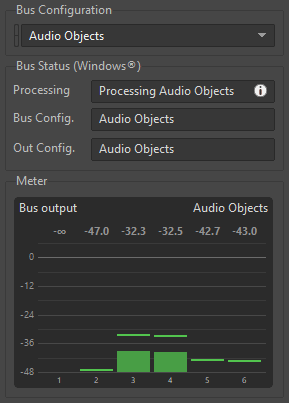 Bus Configuration
Audio Objects
Bus Status (Windows®)
Processing Processing Audio Objects
Bus Config. Audio Objects
Out Config. Audio Objects
Meter
Bus output Audio Objects
-∞ -47.0 -32.3 -32.5 -42.7 -43.0
0
-12
-24
-36
-48
1 2 3 4 5 6